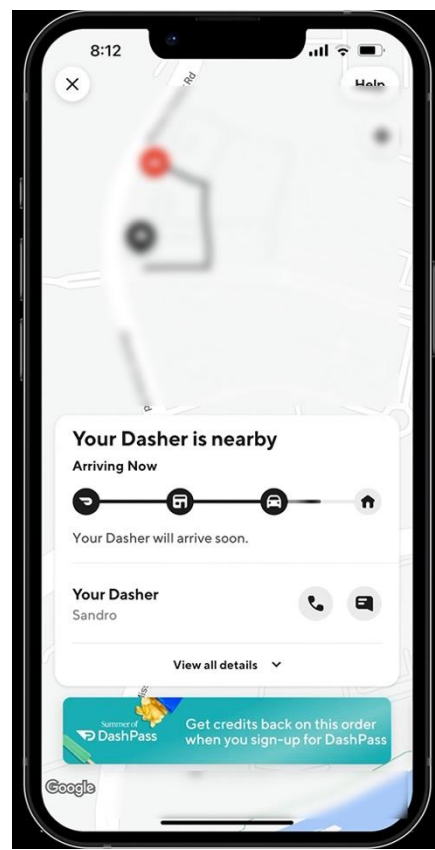 8:12
Rd
Help
Your Dasher is nearby
Arriving Now
Your Dasher will arrive soon.
Your Dasher
Sandro
View all details
Summer of
DashPass
Get credits back on this order
when you sign-up for DashPass
Google